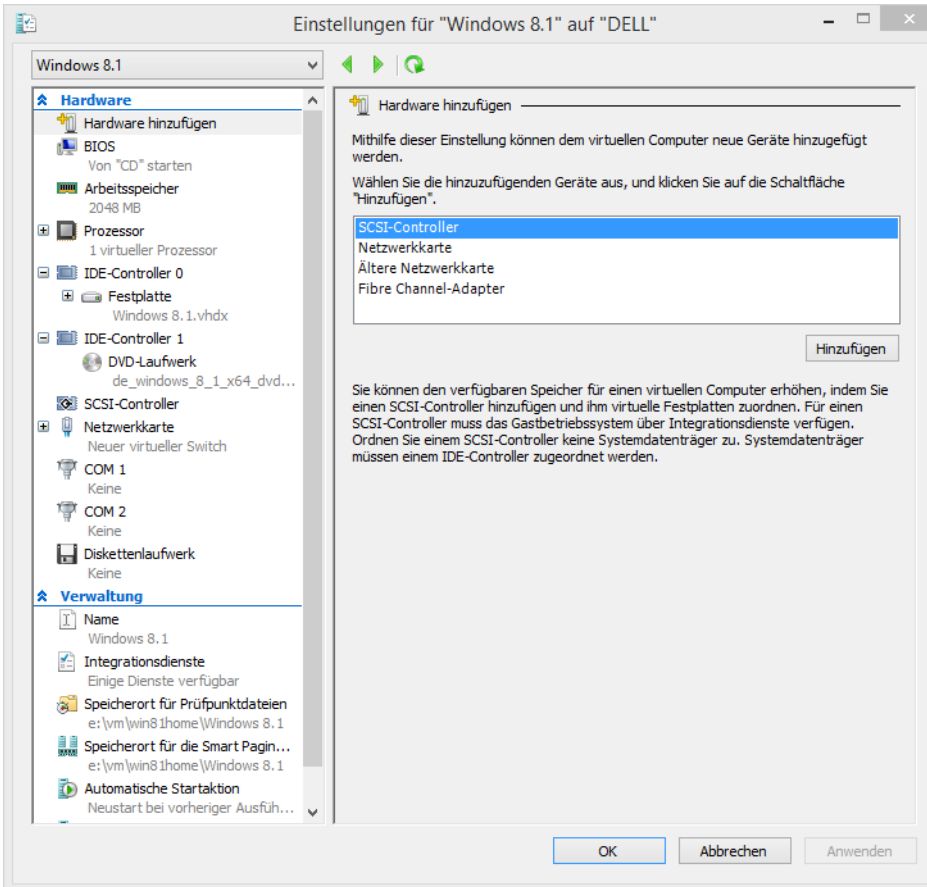 Einstellungen für "Windows 8.1" auf "DELL"
Windows 8.1
Hardware
Hardware hinzufügen
BIOS
Von "CD" starten
Arbeitsspeicher
2048 MB
Prozessor
1 virtueller Prozessor
IDE-Controller 0
Festplatte
Windows 8.1.vhdx
IDE-Controller 1
DVD-Laufwerk
de_windows_8_1_x64_dvd...
SCSI-Controller
Netzwerkkarte
Neuer virtueller Switch
COM 1
Keine
COM 2
Keine
Diskettenlaufwerk
Keine
Verwaltung
Name
Windows 8.1
Integrationsdienste
Einige Dienste verfügbar
Speicherort für Prüfpunktdateien
e:\vm\win81home\Windows 8.1
Speicherort für die Smart Pagin...
e:\vm\win81home\Windows 8.1
Automatische Startaktion
Neustart bei vorheriger Ausfüh...
Hardware hinzufügen
Mithilfe dieser Einstellung können dem virtuellen Computer neue Geräte hinzugefügt
werden.
Wählen Sie die hinzuzufügenden Geräte aus, und klicken Sie auf die Schaltfläche
"Hinzufügen".
SCSI-Controller
Netzwerkkarte
Ältere Netzwerkkarte
Fibre Channel-Adapter
Hinzufügen
Sie können den verfügbaren Speicher für einen virtuellen Computer erhöhen, indem Sie
einen SCSI-Controller hinzufügen und ihm virtuelle Festplatten zuordnen. Für einen
SCSI-Controller muss das Gastbetriebssystem über Integrationsdienste verfügen.
Ordnen Sie einem SCSI-Controller keine Systemdatenträger zu. Systemdatenträger
müssen einem IDE-Controller zugeordnet werden.
OK
Abbrechen
Anwenden